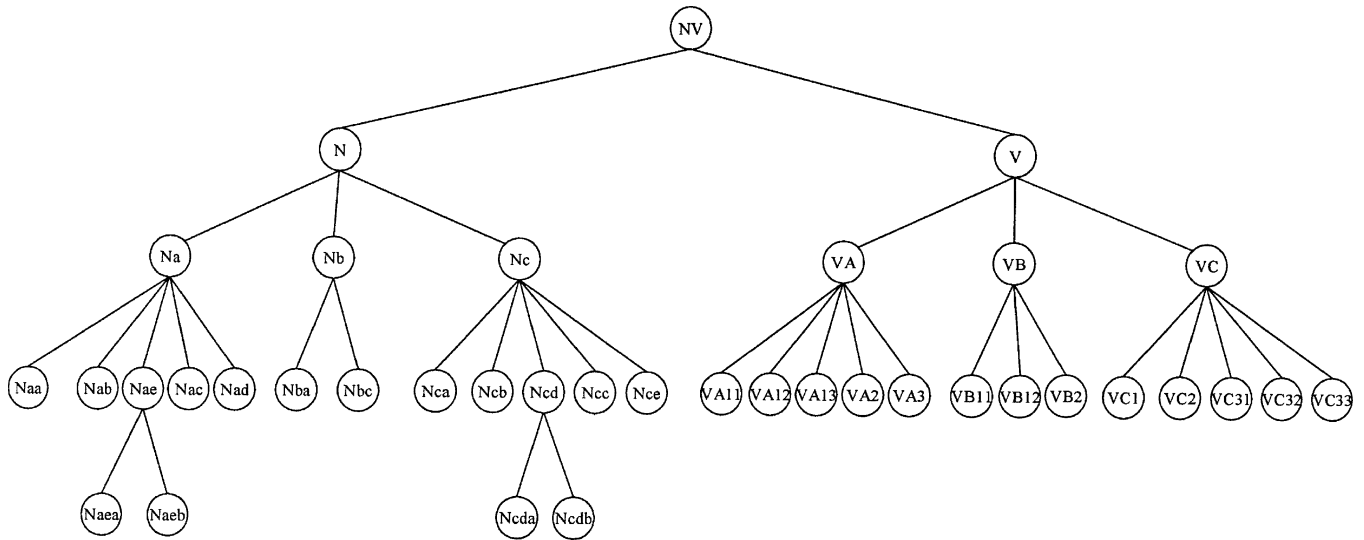 NV
N
V
Na
Nb
Nc
VA
VB
VC
Naa
Nab
Nae
Nac
Nad
Nba
Nbc
Nca
Ncb
Ncd
Ncc
Nce
VA11
VA12
VA13
VA2
VA3
VB11
VB12
VB2
VC1
VC2
VC31
VC32
VC33
Naea
Naeb
Ncda
Ncdb